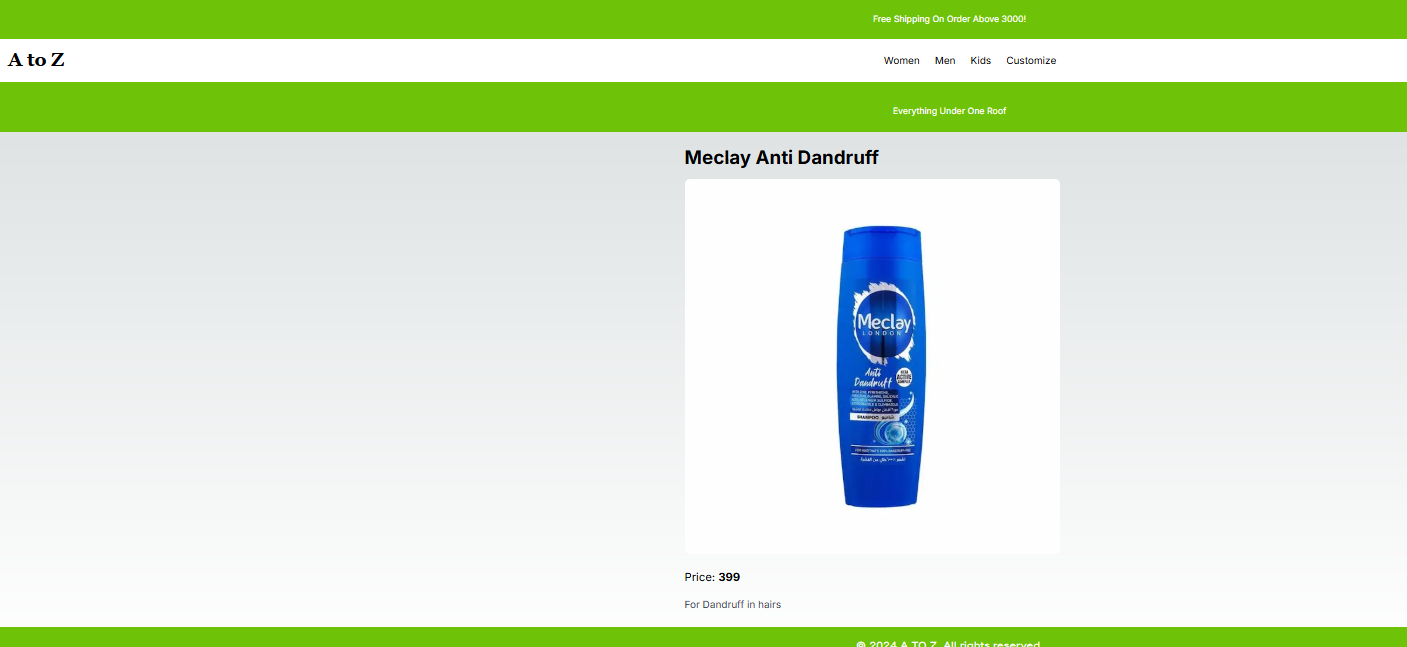 Free Shipping On Order Above 3000!
A to Z
Women Men Kids Customize
Everything Under One Roof
Meclay Anti Dandruff
Meclay
LONDON
Anti
Dandruff
SHAMPOO شامبو
Price: 399
For Dandruff in hairs
© 2024 A TO Z. All rights reserved